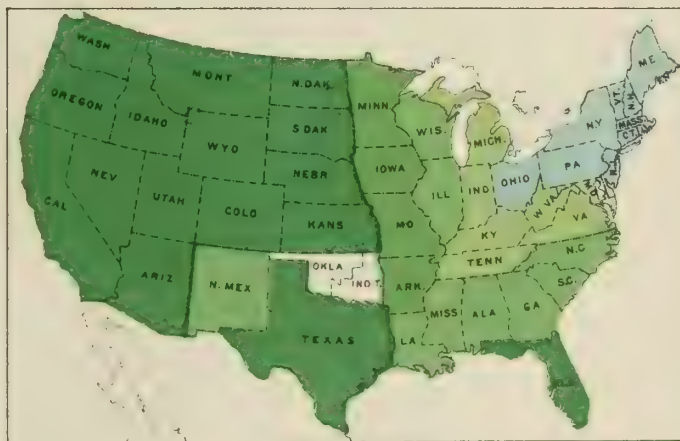 WASH
MONT
N.DAK.
MINN
ME
VT.
N.H.
OREGON
IDAHO
S.DAK
WIS.
MICH.
N.Y
MASS
CT.
WYO
IOWA
PA
NEBR
OHIO
NEV
UTAH
COLO
ILL
IND
W.VA
VA
CAL
KANS
MO
KY
N.C
TENN
ARIZ
N.MEX
OKLA
IND T.
ARK
S.C.
TEXAS
LA
MISS
ALA
GA